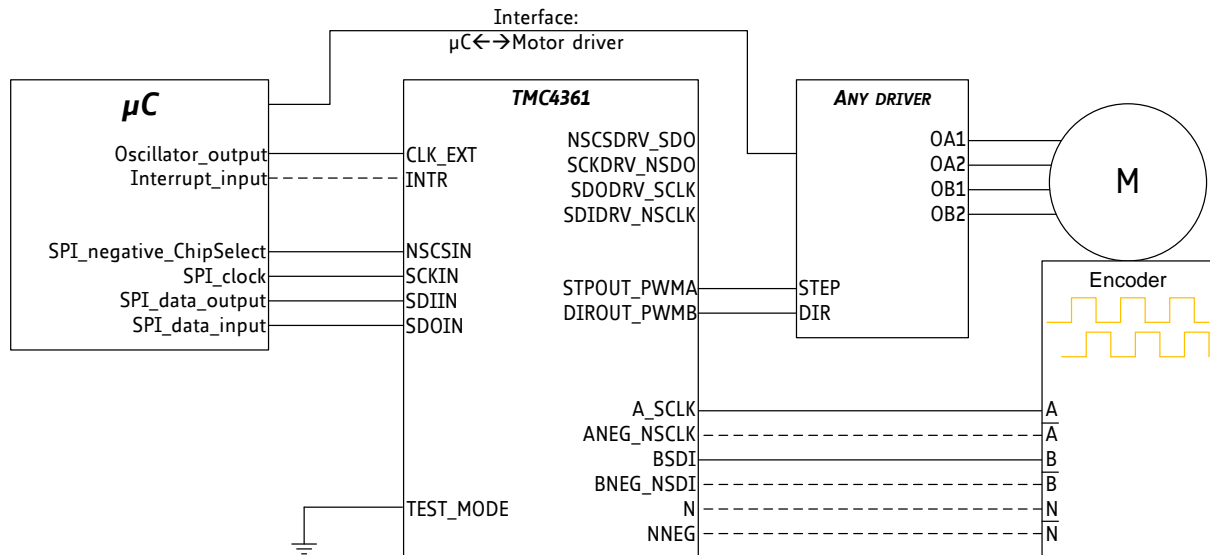 Interface:
µC←→Motor driver
µC
Oscillator_output
Interrupt_input
SPI_negative_ChipSelect
SPI_clock
SPI_data_output
SPI_data_input
TMC4361
CLK_EXT
INTR
NSCSIN
SCKIN
SDIIN
SDOIN
TEST_MODE
NSCSDRV_SDO
SCKDRV_NSDO
SDODRV_SCLK
SDIDRV_NSCLK
STPOUT_PWMA
DIROUT_PWMB
A_SCLK
ANEG_NSCLK
BSDI
BNEG_NSDI
N
NNEG
ANY DRIVER
OA1
OA2
OB1
OB2
STEP
DIR
M
Encoder
A
A̅
B
B̅
N
N̅